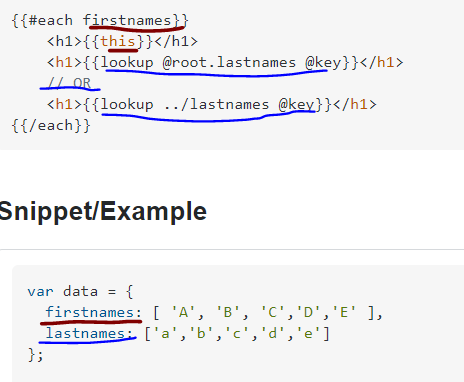 {{#each firstnames}}
<h1>{{this}}</h1>
<h1>{{lookup @root.lastnames @key}}</h1>
// OR
<h1>{{lookup ../lastnames @key}}</h1>
{{/each}}
Snippet/Example
var data = {
firstnames: [ 'A', 'B', 'C','D','E' ],
lastnames: ['a','b','c','d','e']
};